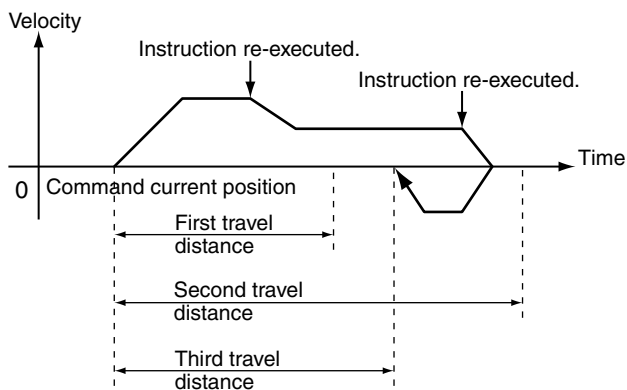 Velocity
Instruction re-executed.
Instruction re-executed.
Time
0
Command current position
First travel
distance
Second travel
distance
Third travel
distance